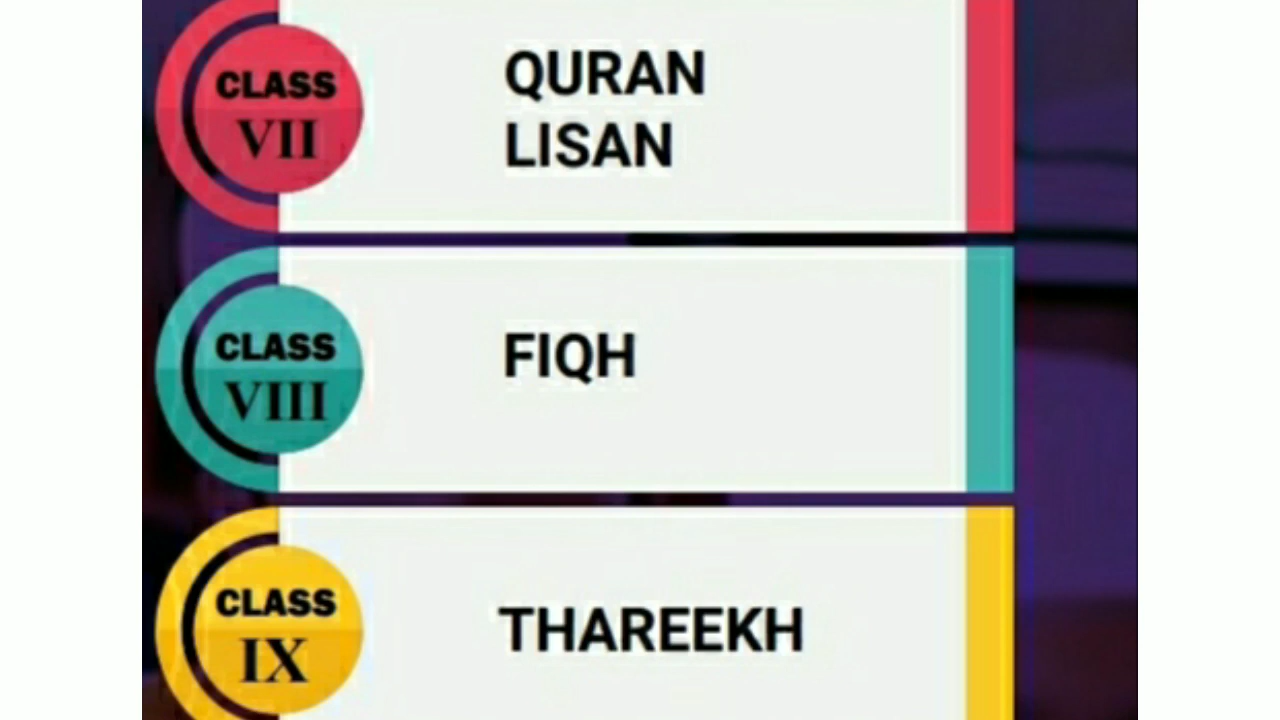 CLASS
VII
QURAN
LISAN
CLASS
VIII
FIQH
CLASS
IX
THAREEKH